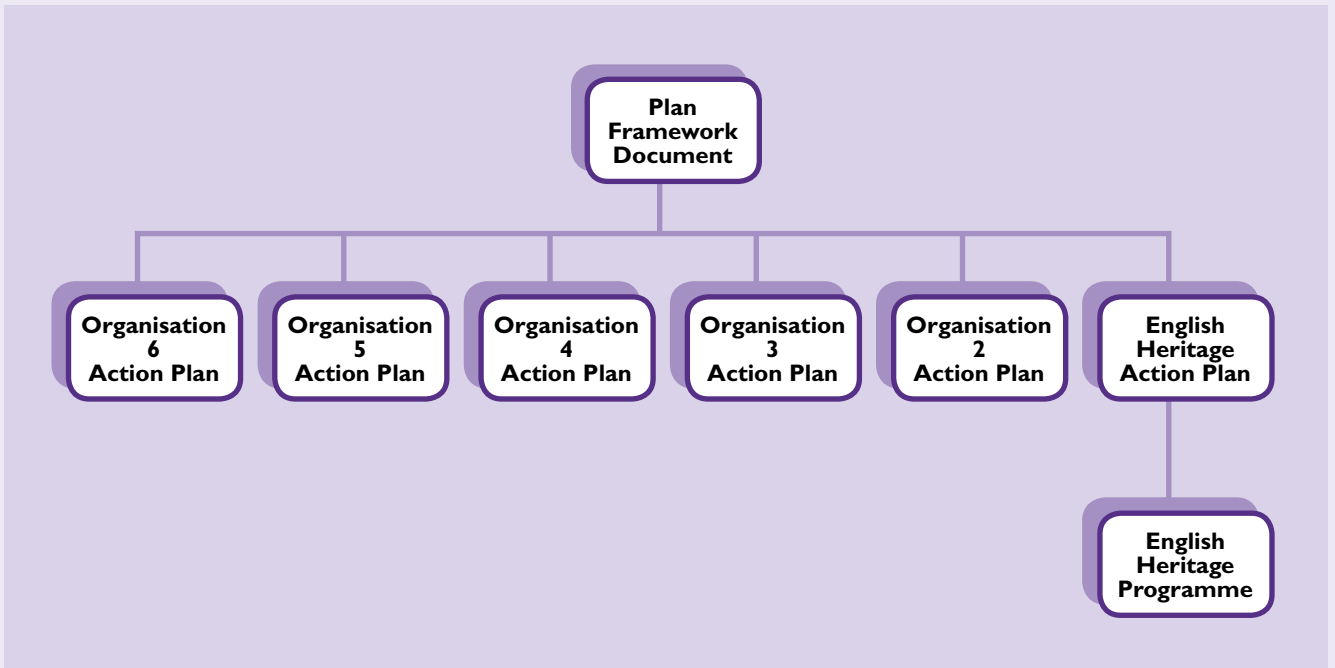 Plan
Framework
Document
Organisation
6
Action Plan
Organisation
5
Action Plan
Organisation
4
Action Plan
Organisation
3
Action Plan
Organisation
2
Action Plan
English
Heritage
Action Plan
English
Heritage
Programme